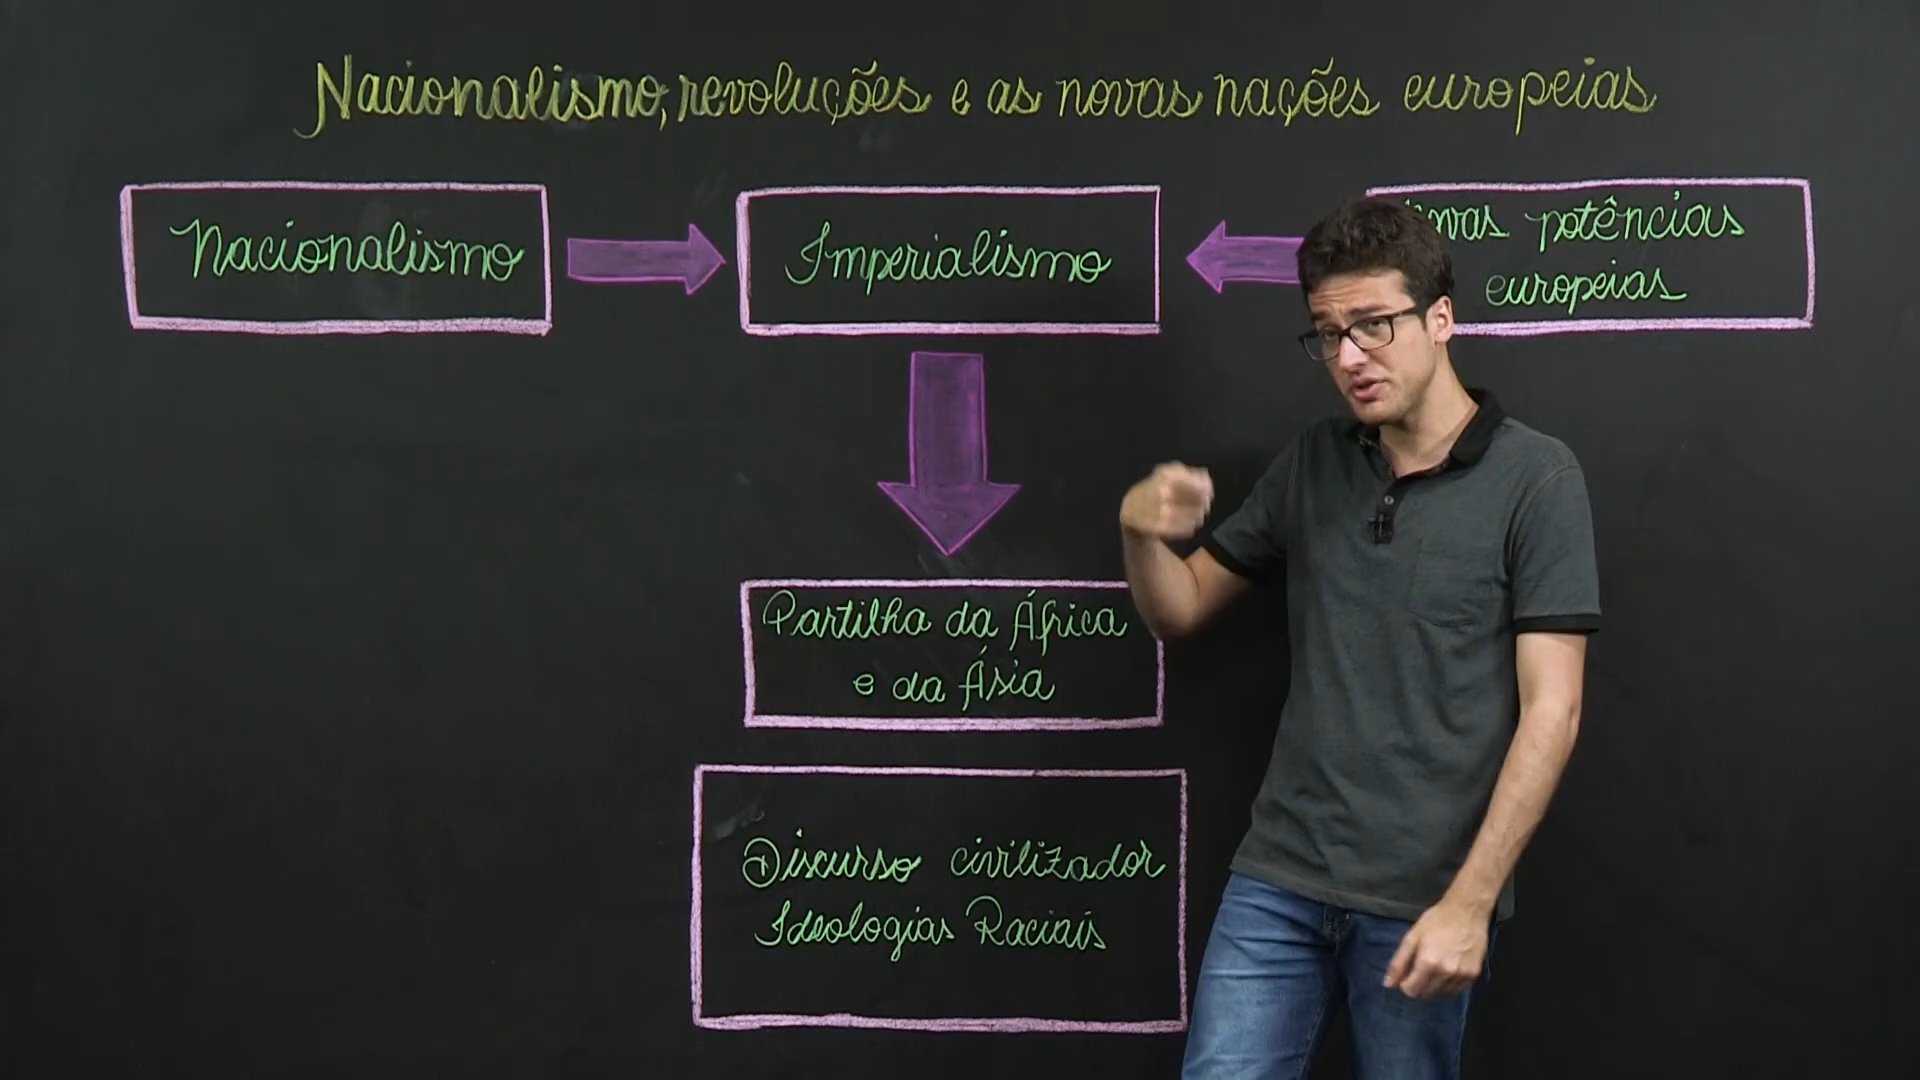 Nacionalismo, revoluções e as novas nações europeias
Nacionalismo
Imperialismo
potências
europeias
Partilha da África
e da Ásia
Discurso civilizador
Ideologias Raciais